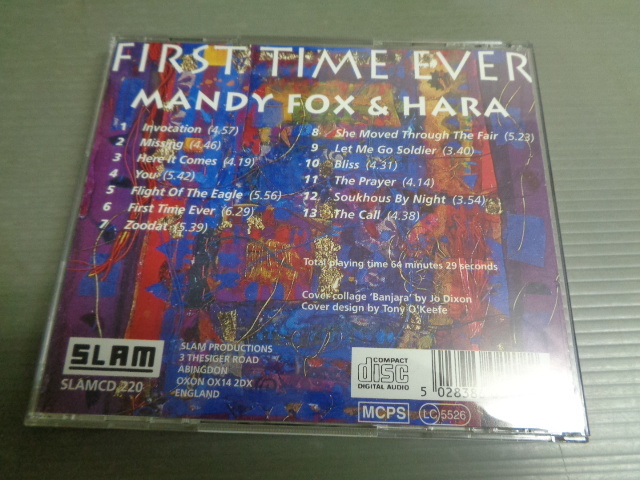 FIRST TIME EVER
MANDY FOX & HARA
1 Invocation (4.57)
2 Missing (4.46)
3 Here It Comes (4.19)
4 You (5.42)
5 Flight Of The Eagle (5.56)
6 First Time Ever (6.29)
7 Zoodat (5.39)
8 She Moved Through The Fair (5.23)
9 Let Me Go Soldier (3.40)
10 Bliss (4.31)
11 The Prayer (4.14)
12 Soukhous By Night (3.54)
13 The Call (4.38)
Total playing time 64 minutes 29 seconds
Cover collage 'Banjara' by Jo Dixon
Cover design by Tony O'Keefe
SLAM
SLAMCD 220
SLAM PRODUCTIONS
3 THESIGER ROAD
ABINGDON
OXON OX14 2DX
ENGLAND
COMPACT
disc
DIGITAL AUDIO
MCPS
LC 5526